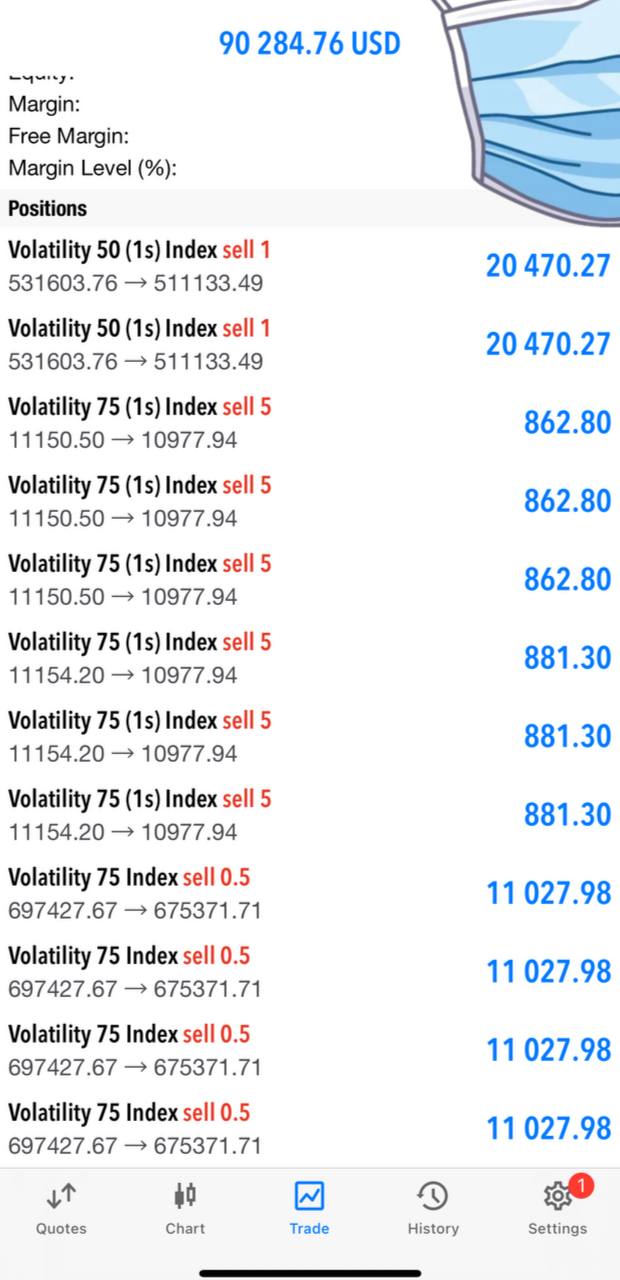 90 284.76 USD
Equity:
Margin:
Free Margin:
Margin Level (%):
Positions
Volatility 50 (1s) Index sell 1
20 470.27
531603.76 → 511133.49
Volatility 50 (1s) Index sell 1
20 470.27
531603.76 → 511133.49
Volatility 75 (1s) Index sell 5
862.80
11150.50 → 10977.94
Volatility 75 (1s) Index sell 5
862.80
11150.50 → 10977.94
Volatility 75 (1s) Index sell 5
862.80
11150.50 → 10977.94
Volatility 75 (1s) Index sell 5
881.30
11154.20 → 10977.94
Volatility 75 (1s) Index sell 5
881.30
11154.20 → 10977.94
Volatility 75 (1s) Index sell 5
881.30
11154.20 → 10977.94
Volatility 75 Index sell 0.5
11 027.98
697427.67 → 675371.71
Volatility 75 Index sell 0.5
11 027.98
697427.67 → 675371.71
Volatility 75 Index sell 0.5
11 027.98
697427.67 → 675371.71
Volatility 75 Index sell 0.5
11 027.98
697427.67 → 675371.71
1
Quotes
Chart
Trade
History
Settings